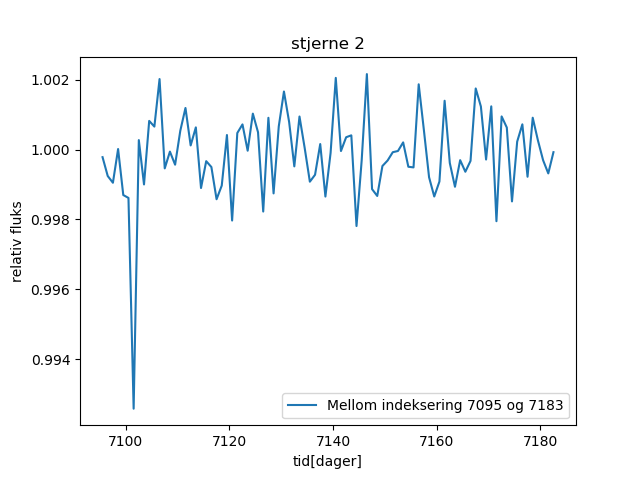 stjerne 2
1.002
1.000
0.998
0.996
0.994
relativ fluks
Mellom indeksering 7095 og 7183
7100 7120 7140 7160 7180
tid[dager]